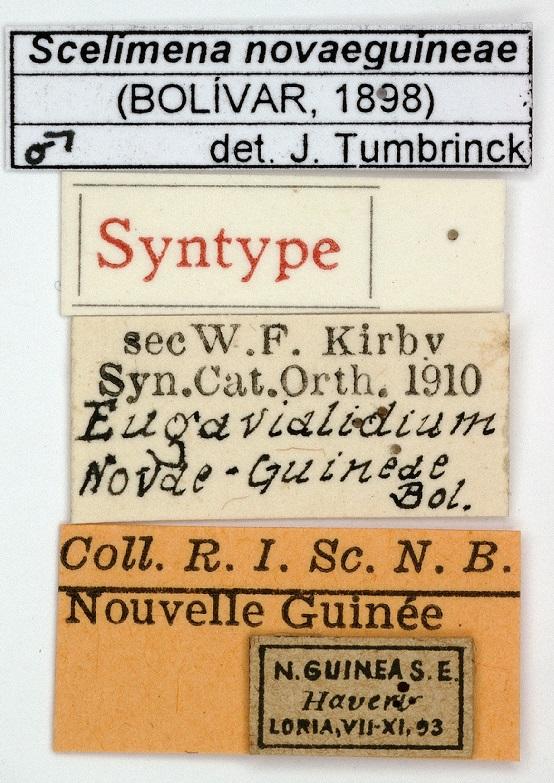 Scelimena novaeguineae
(BOLÍVAR, 1898)
♂ det. J. Tumbrinck
Syntype
sec W. F. Kirby
Syn. Cat. Orth. 1910
Eugavialidium
Novae-Guineae
Bol.
Coll. R. I. Sc. N. B.
Nouvelle Guinée
N. GUINEA S. E.
Haveri
LORIA, VII-XI, 93